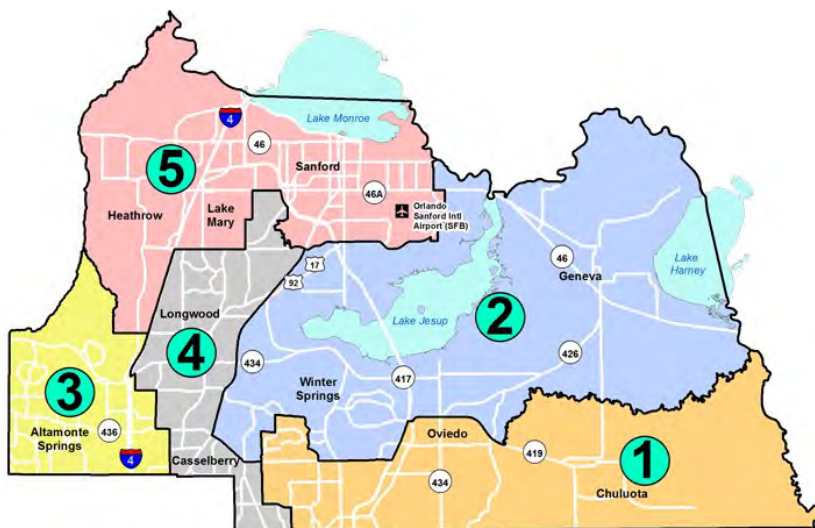 Lake Monroe
4
46
Sanford
5
46A
Heathrow
Lake
Mary
Orlando
Sanford Intl
Airport (SFB)
Lake
Harney
46
Geneva
17
92
Longwood
Lake Jesup
2
4
434
426
3
Winter
Springs
417
436
Altamonte
Springs
4
Casselberry
Oviedo
419
1
434
Chuluota